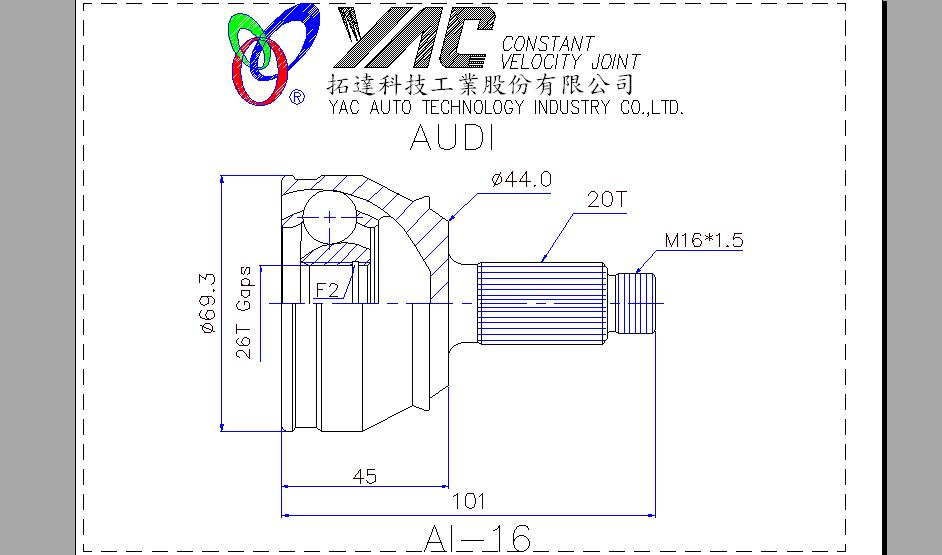 YAC
CONSTANT
VELOCITY JOINT
®
拓達科技工業股份有限公司
YAC AUTO TECHNOLOGY INDUSTRY CO.,LTD.
AUDI
ø44.0
20T
M16*1.5
ø69.3
26T Gaps
F2
45
101
AI-16